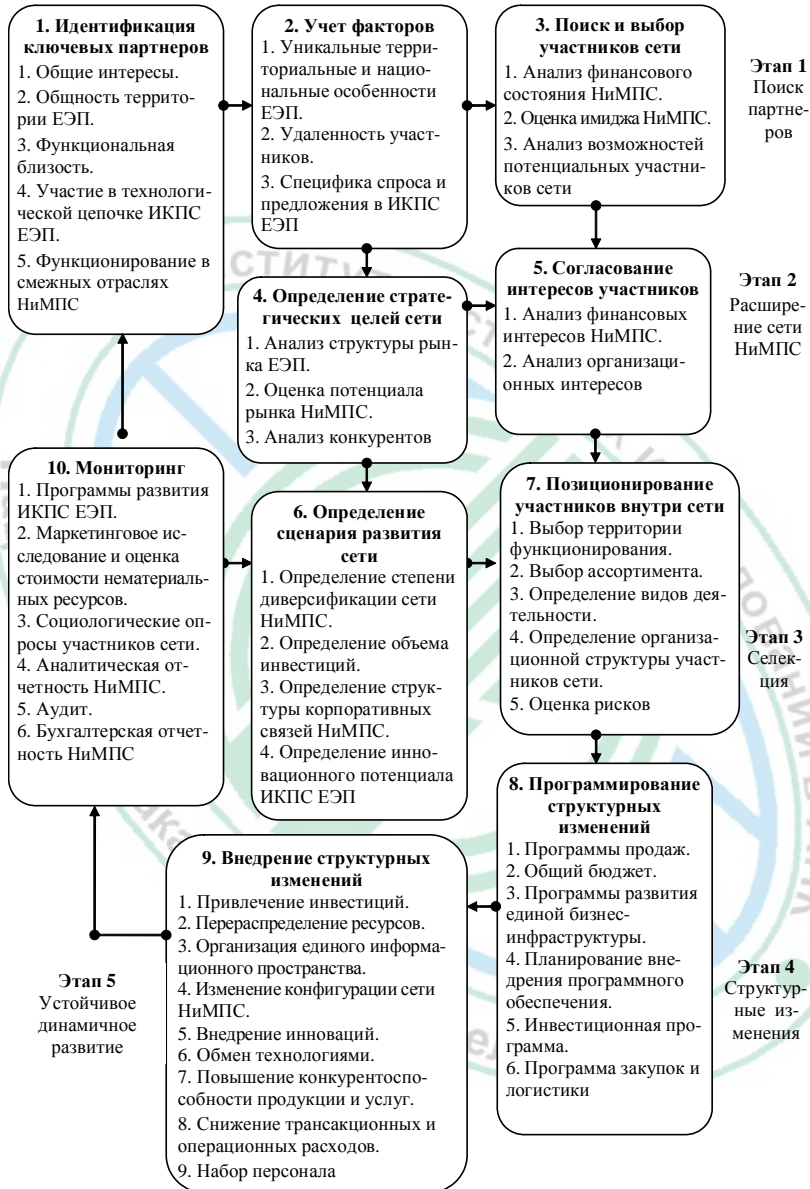 1. Идентификация
ключевых партнеров
1. Общие интересы.
2. Общность террито-
рии ЕЭП.
3. Функциональная
близость.
4. Участие в технологи-
ческой цепочке ИКПС
ЕЭП.
5. Функционирование в
смежных отраслях
НиМПС
2. Учет факторов
1. Уникальные терри-
ториальные и нацио-
нальные особенности
ЕЭП.
2. Удаленность участ-
ников.
3. Специфика спроса и
предложения в ИКПС
ЕЭП
3. Поиск и выбор
участников сети
1. Анализ финансового
состояния НиМПС.
2. Оценка имиджа НиМПС.
3. Анализ возможностей
потенциальных участни-
ков сети
Этап 1
Поиск
партне-
ров
4. Определение страте-
гических целей сети
1. Анализ структуры рын-
ка ЕЭП.
2. Оценка потенциала
рынка НиМПС.
3. Анализ конкурентов
5. Согласование
интересов участников
1. Анализ финансовых
интересов НиМПС.
2. Анализ организаци-
онных интересов
Этап 2
Расшире-
ние сети
НиМПС
10. Мониторинг
1. Программы развития
ИКПС ЕЭП.
2. Маркетинговое ис-
следование и оценка
стоимости нематериаль-
ных ресурсов.
3. Социологические оп-
росы участников сети.
4. Аналитическая от-
четность НиМПС.
5. Аудит.
6. Бухгалтерская отчет-
ность НиМПС
6. Определение
сценария развития
сети
1. Определение степени
диверсификации сети
НиМПС.
2. Определение объема
инвестиций.
3. Определение струк-
туры корпоративных
связей НиМПС.
4. Определение инно-
вационного потенциала
ИКПС ЕЭП
7. Позиционирование
участников внутри сети
1. Выбор территории
функционирования.
2. Выбор ассортимента.
3. Определение видов дея-
тельности.
4. Определение организа-
ционной структуры участ-
ников сети.
5. Оценка рисков
Этап 3
Селек-
ция
8. Программирование
структурных
изменений
1. Программы продаж.
2. Общий бюджет.
3. Программы развития
единой бизнес-
инфраструктуры.
4. Планирование вне-
дрения программного
обеспечения.
5. Инвестиционная про-
грамма.
6. Программа закупок и
логистики
Этап 4
Структур-
ные из-
менения
9. Внедрение структурных
изменений
1. Привлечение инвестиций.
2. Перераспределение ресурсов.
3. Организация единого информа-
ционного пространства.
4. Изменение конфигурации сети
НиМПС.
5. Внедрение инноваций.
6. Обмен технологиями.
7. Повышение конкурентоспо-
собности продукции и услуг.
8. Снижение трансакционных и
операционных расходов.
9. Набор персонала
Этап 5
Устойчивое
динамичное
развитие